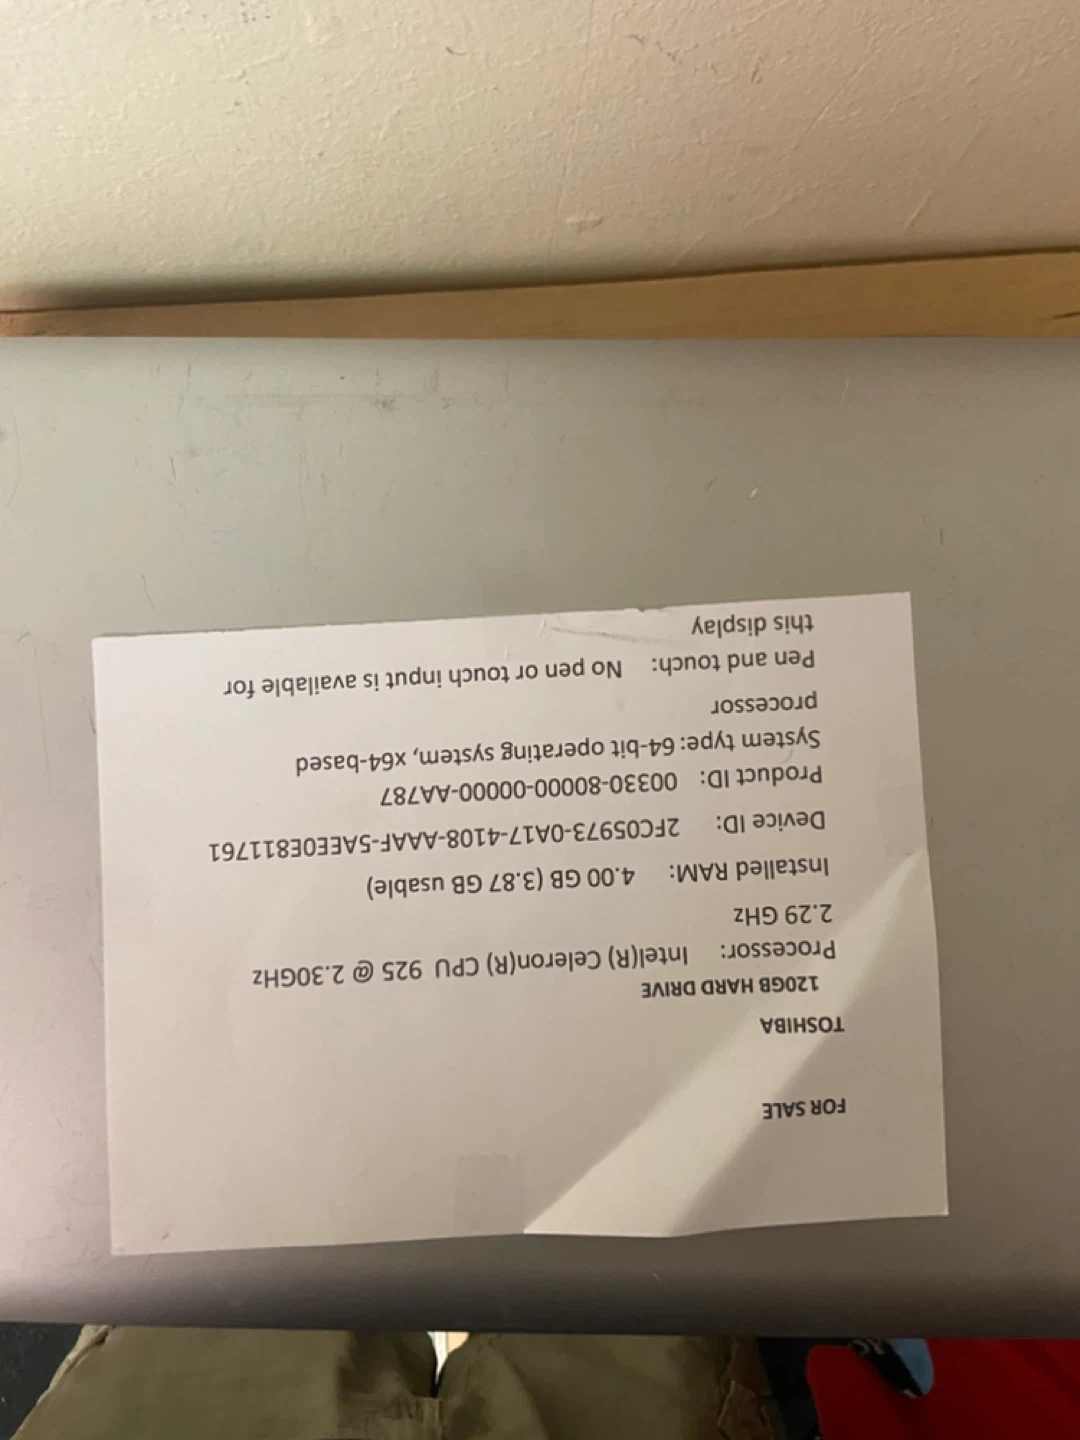 FOR SALE
TOSHIBA
120GB HARD DRIVE
Processor: Intel(R) Celeron(R) CPU 925 @ 2.30GHz
2.29 GHz
Installed RAM: 4.00 GB (3.87 GB usable)
Device ID: 2FC05973-0A17-4108-AAAF-5AEE0E811761
Product ID: 00330-80000-00000-AA787
System type: 64-bit operating system, x64-based
processor
Pen and touch: No pen or touch input is available for
this display